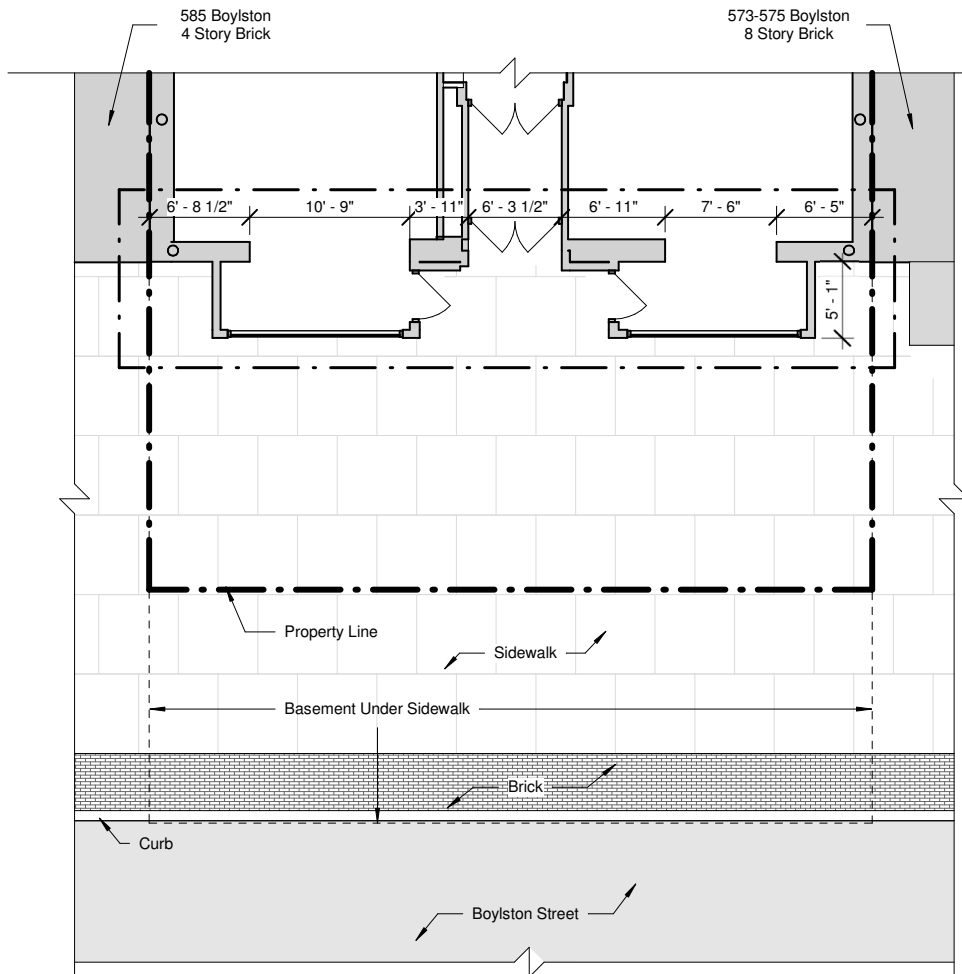 585 Boylston
4 Story Brick
573-575 Boylston
8 Story Brick
6' - 8 1/2"
10' - 9"
3' - 11"
6' - 3 1/2"
6' - 11"
7' - 6"
6' - 5"
5' - 1"
Property Line
Sidewalk
Basement Under Sidewalk
Brick
Curb
Boylston Street